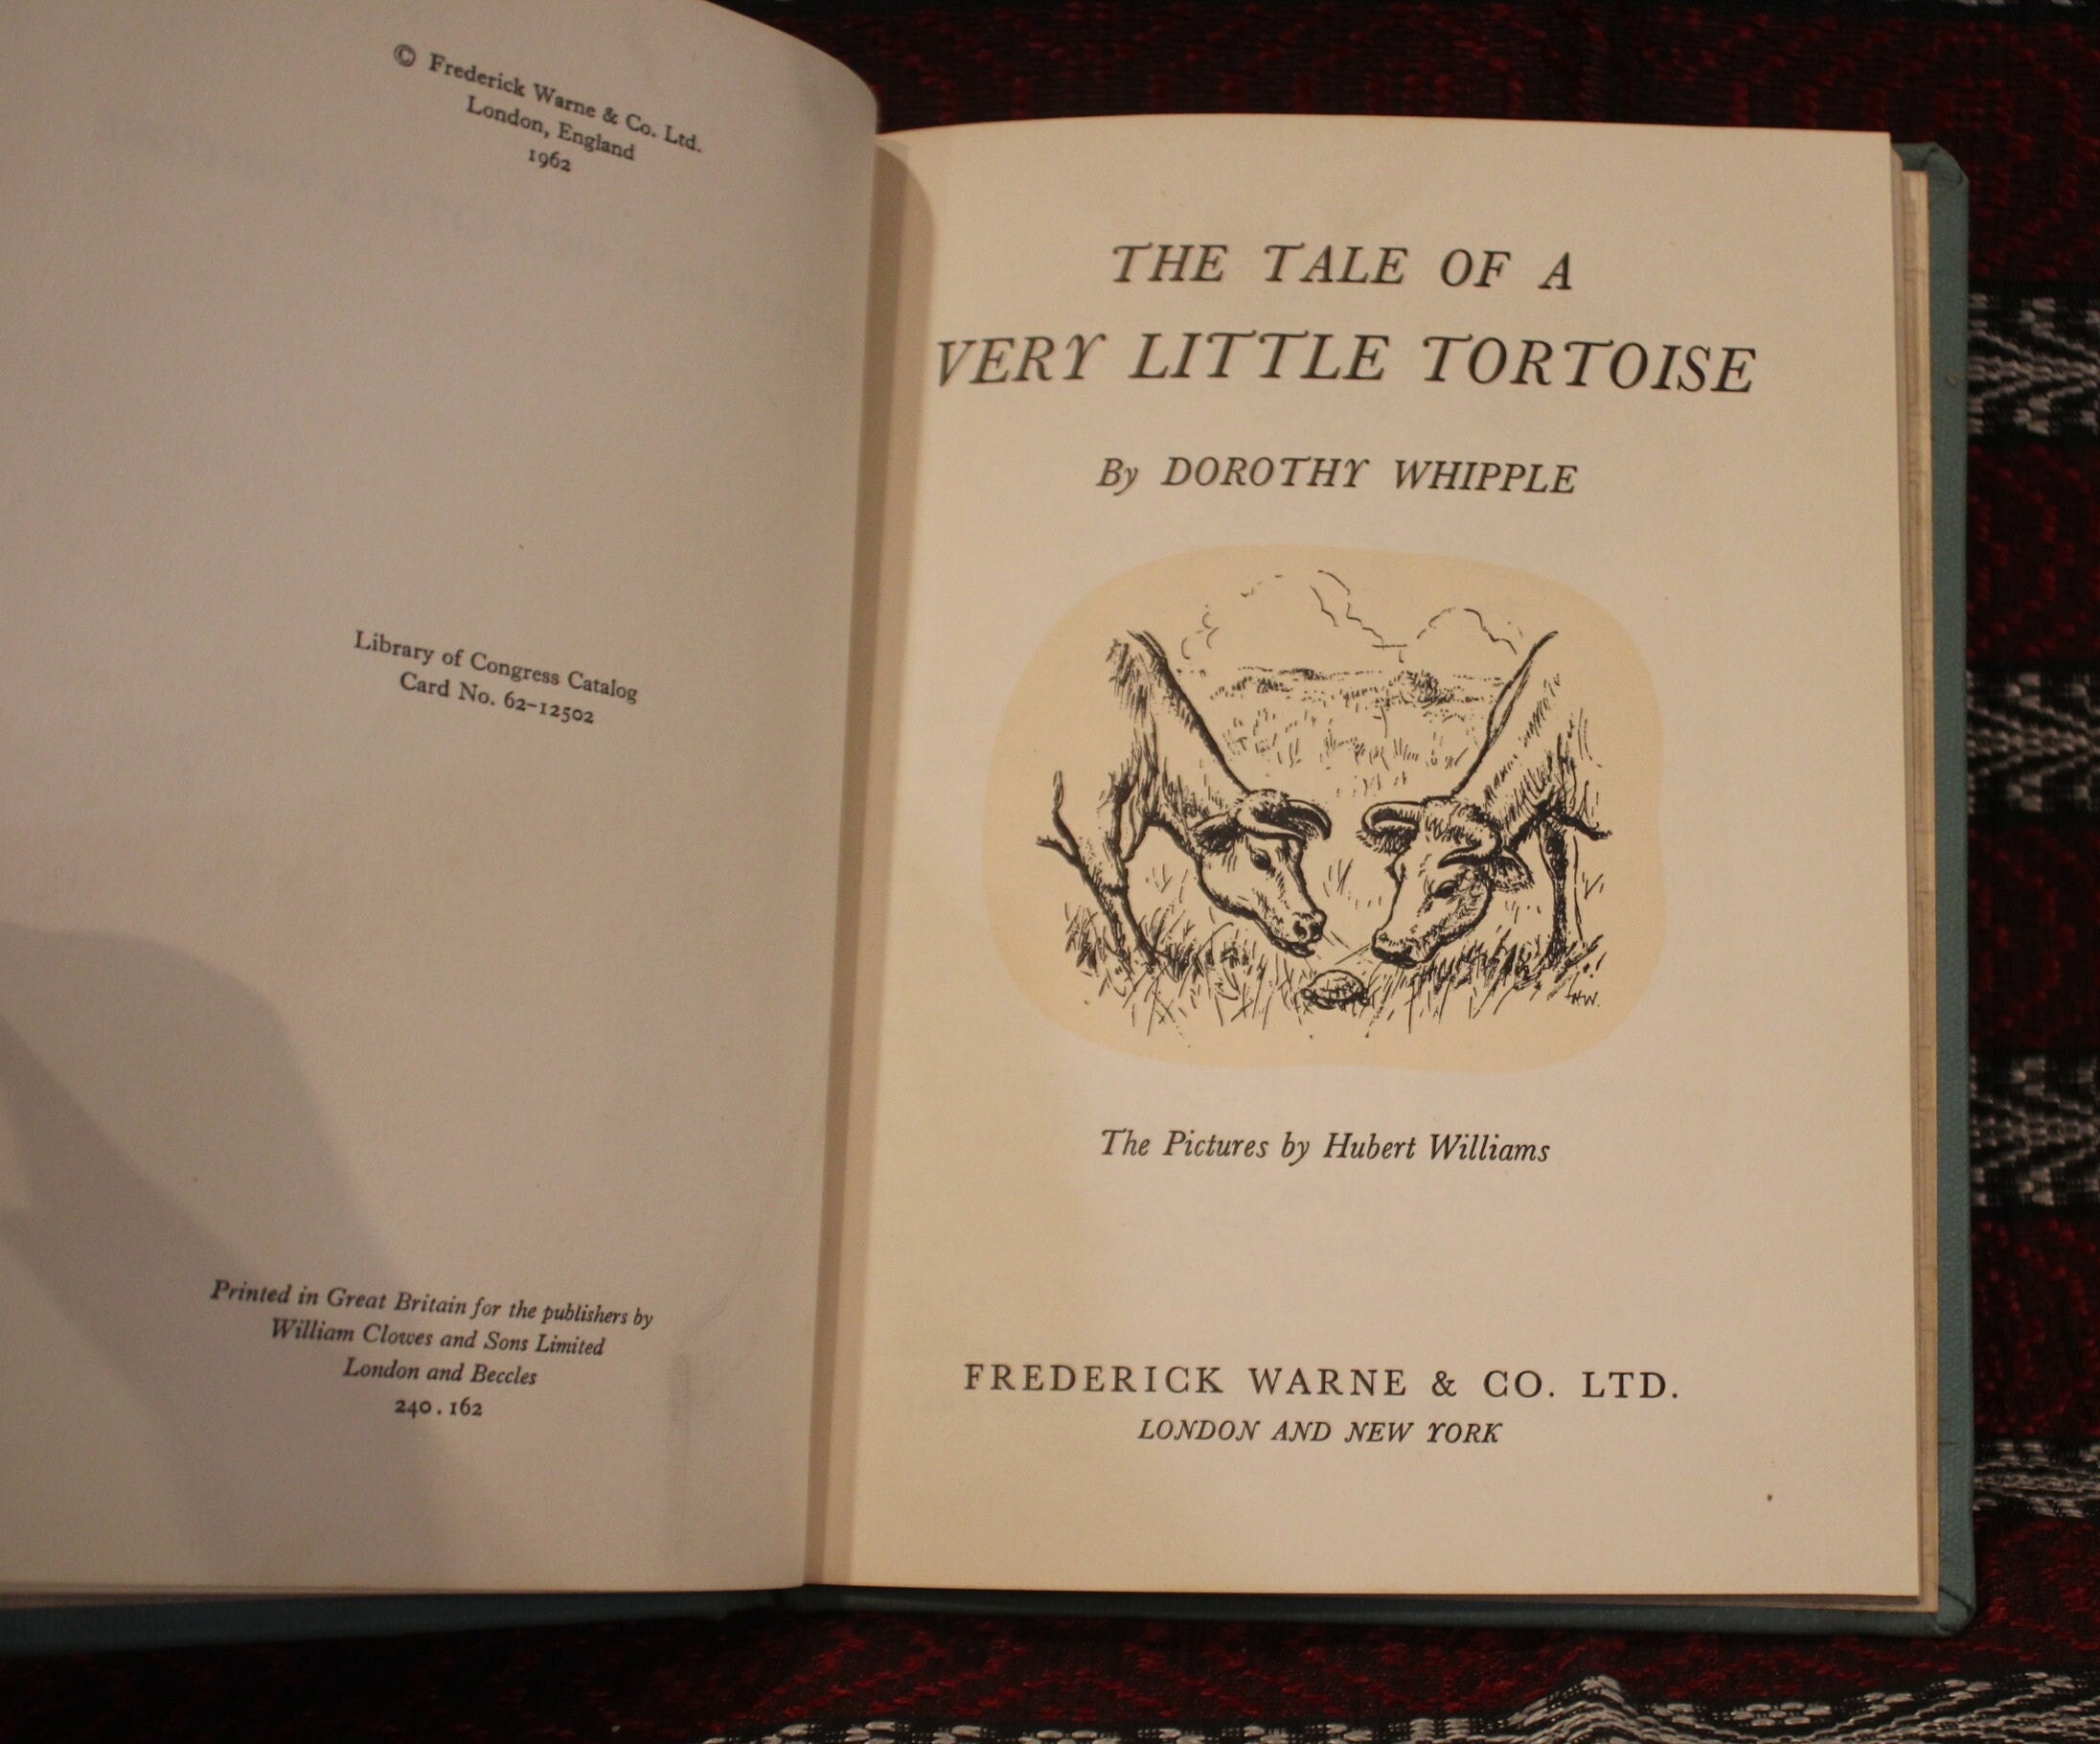 © Frederick Warne & Co. Ltd.
London, England
1962
Library of Congress Catalog
Card No. 62-12502
Printed in Great Britain for the publishers by
William Clowes and Sons Limited
London and Beccles
240.162
THE TALE OF A
VERY LITTLE TORTOISE
By DOROTHY WHIPPLE
H.W.
The Pictures by Hubert Williams
FREDERICK WARNE & CO. LTD.
LONDON AND NEW YORK